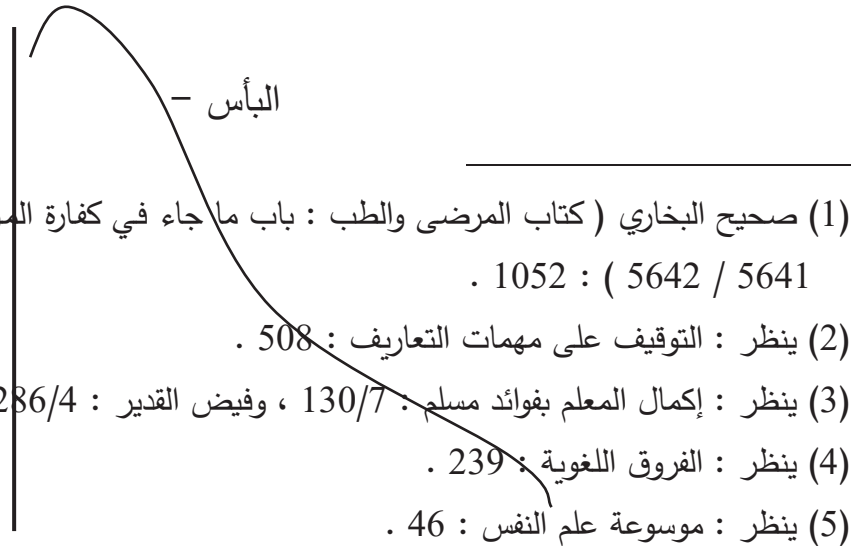 البأس –
(1) صحيح البخاري ( كتاب المرضى والطب : باب ما جاء في كفارة
5641 / 5642 ) : 1052 .
(2) ينظر : التوقيف على مهمات التعاريف : 508 .
(3) ينظر : إكمال المعلم بفوائد مسلم : 130/7 ، وفيض القدير : 286/4
(4) ينظر : الفروق اللغوية : 239 .
(5) ينظر : موسوعة علم النفس : 46 .